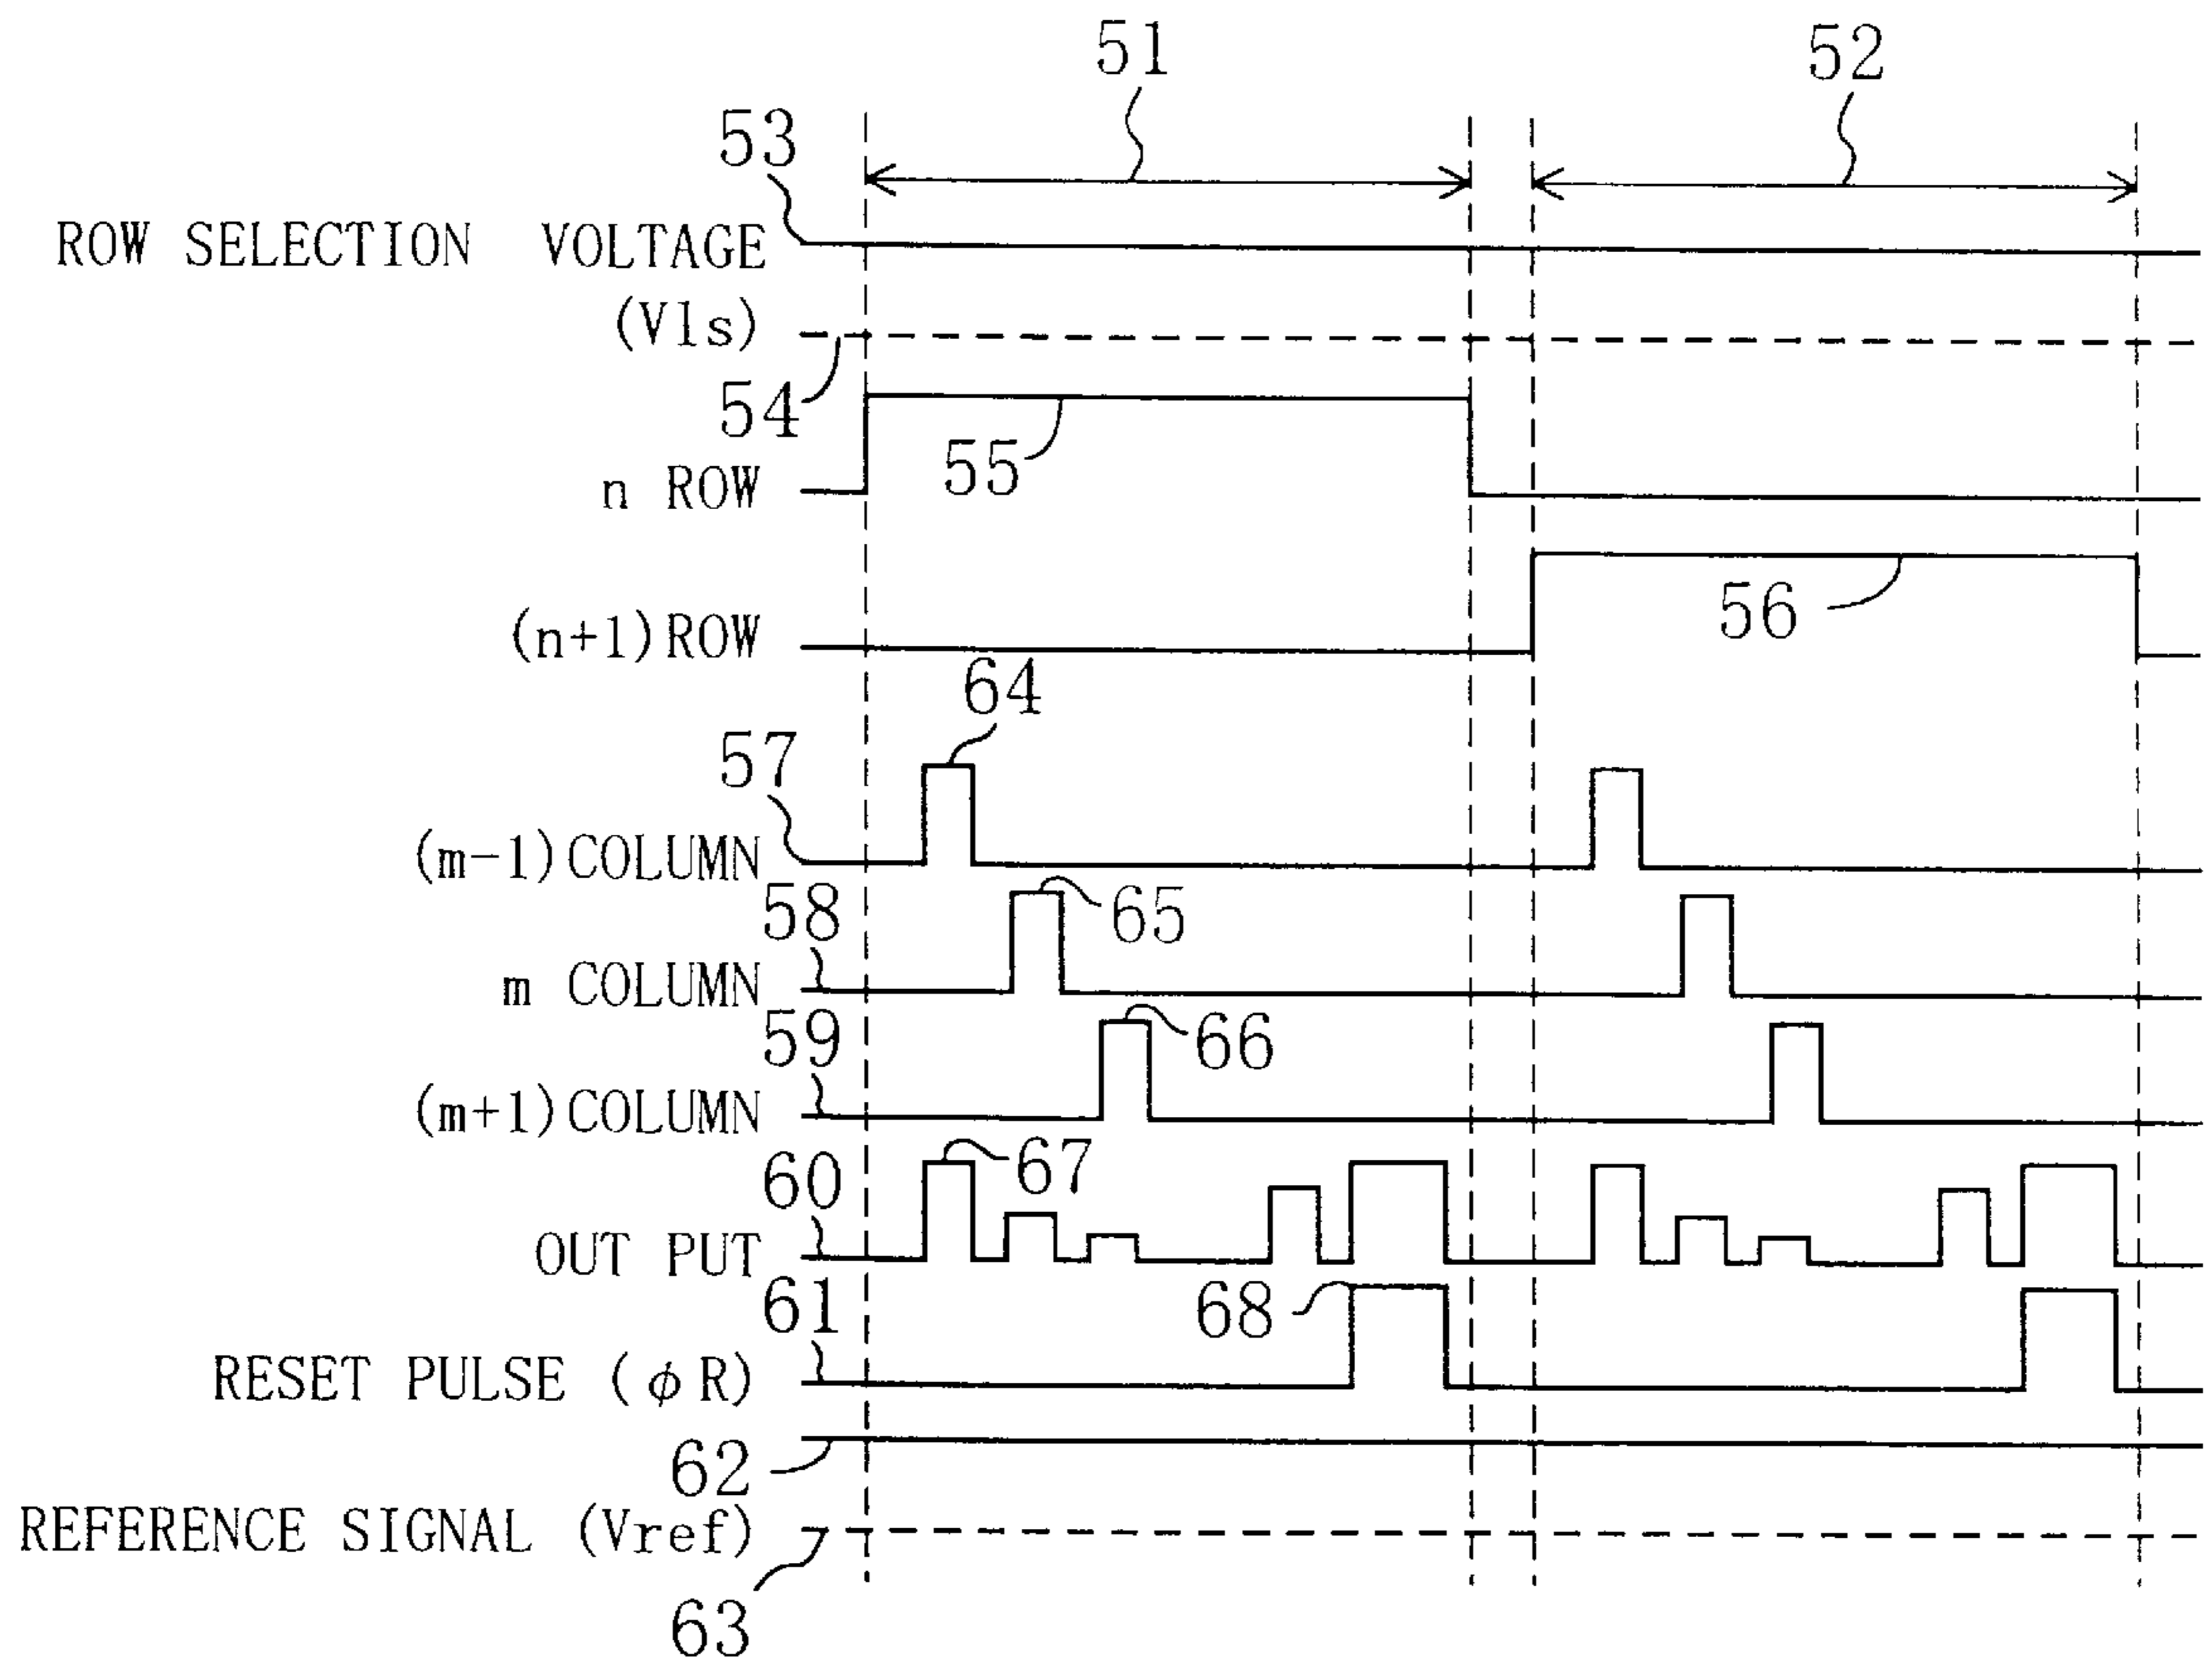 51
52
53
ROW SELECTION VOLTAGE
(Vls)
54
55
n ROW
56
(n+1)ROW
64
57
(m-1)COLUMN
58
65
m COLUMN
59
66
(m+1)COLUMN
67
60
OUT PUT
61
68
RESET PULSE (φR)
62
REFERENCE SIGNAL (Vref)
63